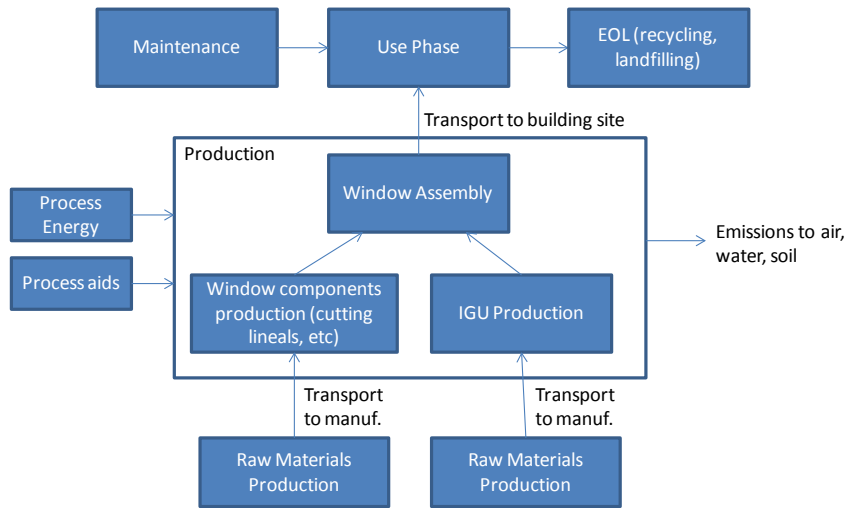 Maintenance
Use Phase
EOL (recycling,
landfilling)
Transport to building site
Production
Window Assembly
Process
Energy
Process aids
Emissions to air,
water, soil
Window components
production (cutting
lineals, etc)
IGU Production
Transport
to manuf.
Transport
to manuf.
Raw Materials
Production
Raw Materials
Production